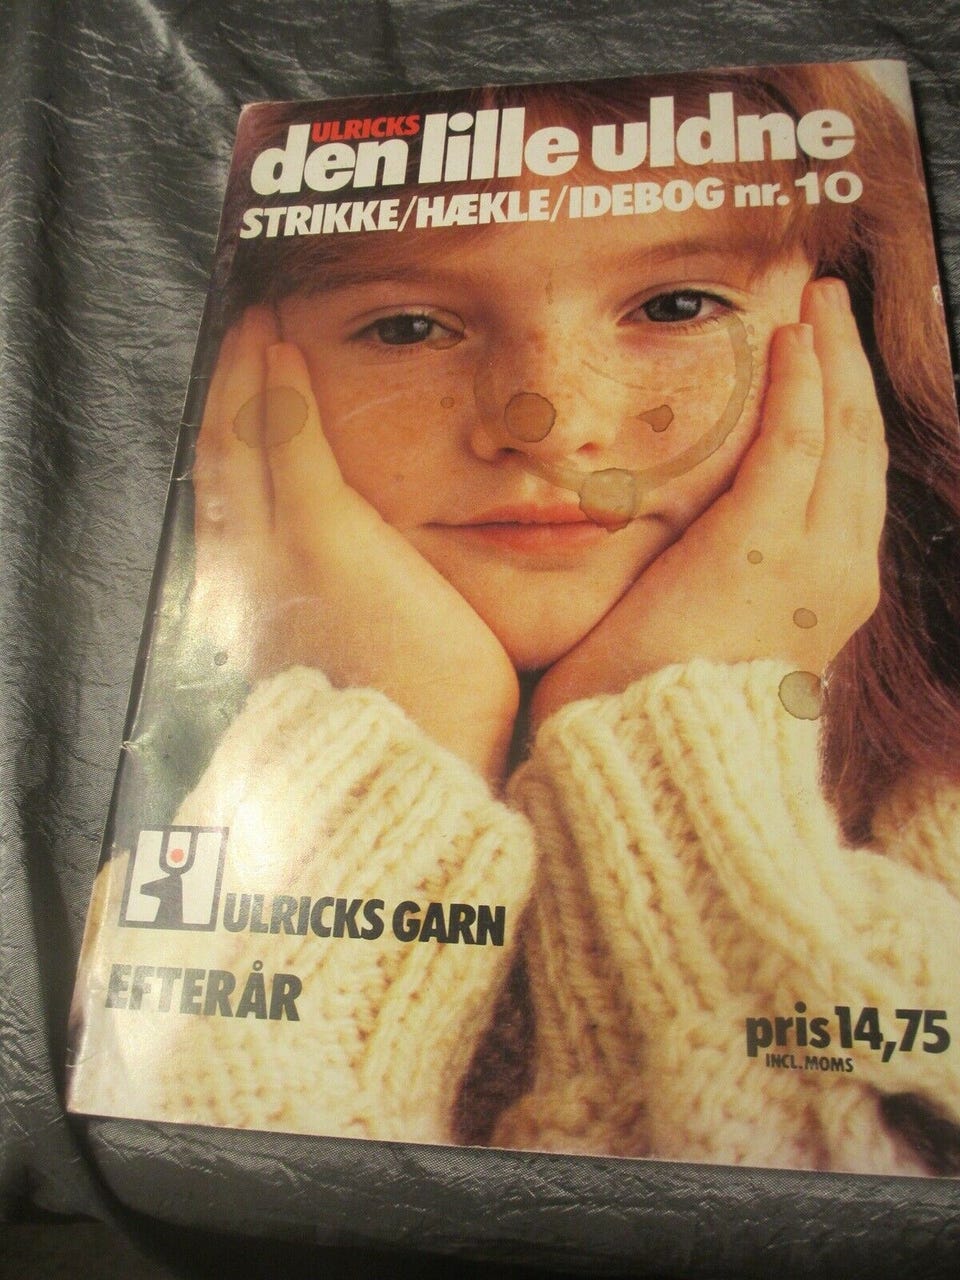 ULRICKS
den lille uldne
STRIKKE/HÆKLE/IDEBOG nr. 10
ULRICKS GARN
EFTERÅR
pris 14,75
INCL. MOMS